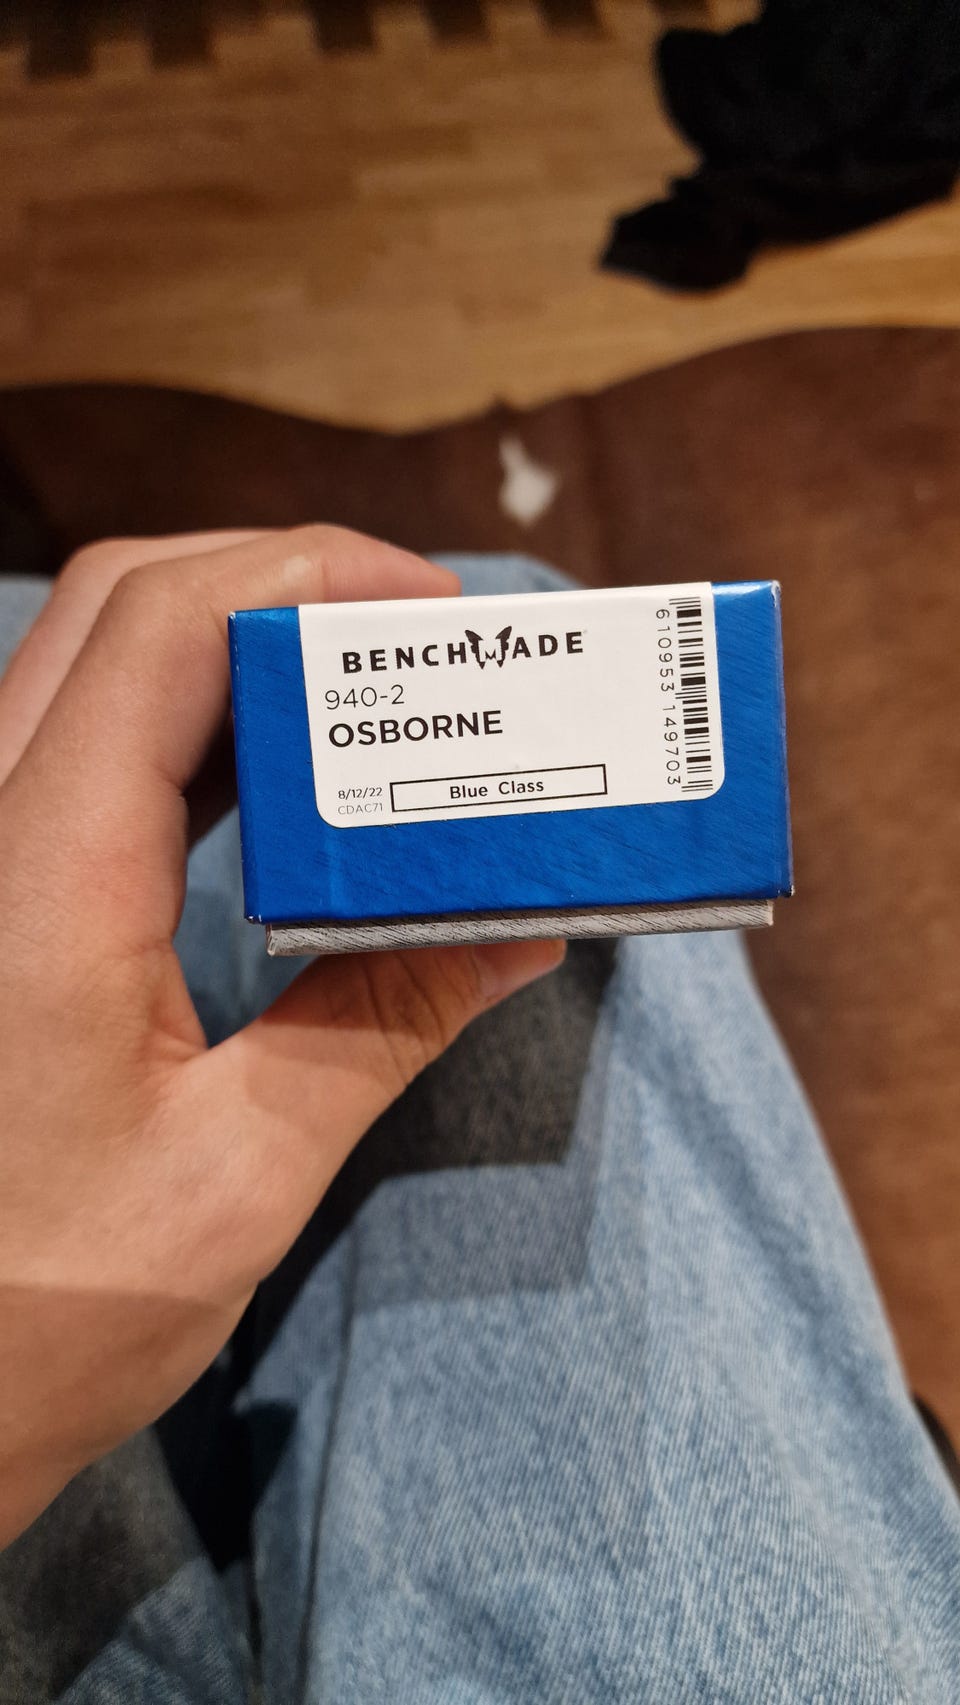 BENCHMADE
940-2
OSBORNE
8/12/22
CDAC71
Blue Class
610953 149703